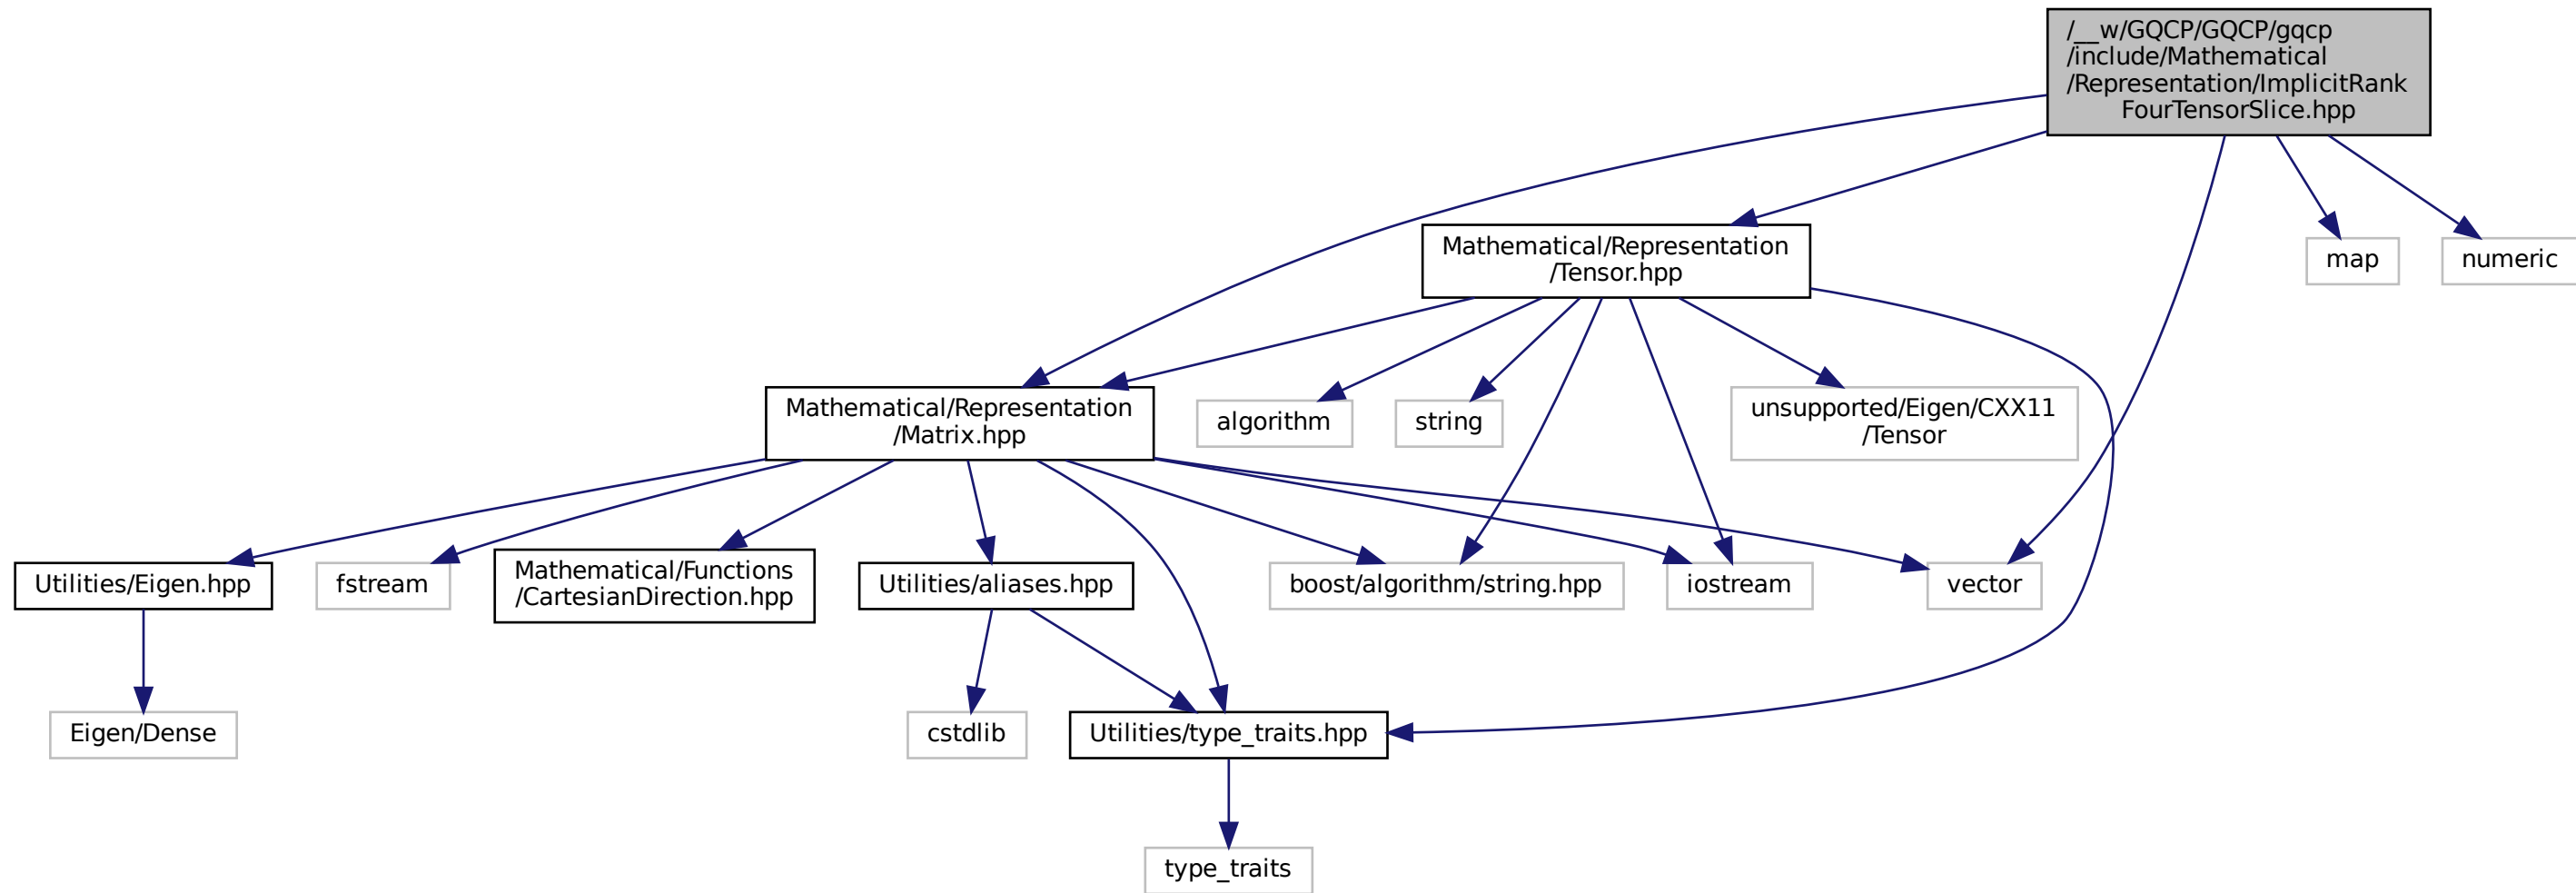 /__w/GQCP/GQCP/gqcp
/include/Mathematical
/Representation/ImplicitRank
FourTensorSlice.hpp
Mathematical/Representation
/Tensor.hpp
map
numeric
Mathematical/Representation
/Matrix.hpp
algorithm
string
unsupported/Eigen/CXX11
/Tensor
Utilities/Eigen.hpp
fstream
Mathematical/Functions
/CartesianDirection.hpp
Utilities/aliases.hpp
boost/algorithm/string.hpp
iostream
vector
Eigen/Dense
cstdlib
Utilities/type_traits.hpp
type_traits